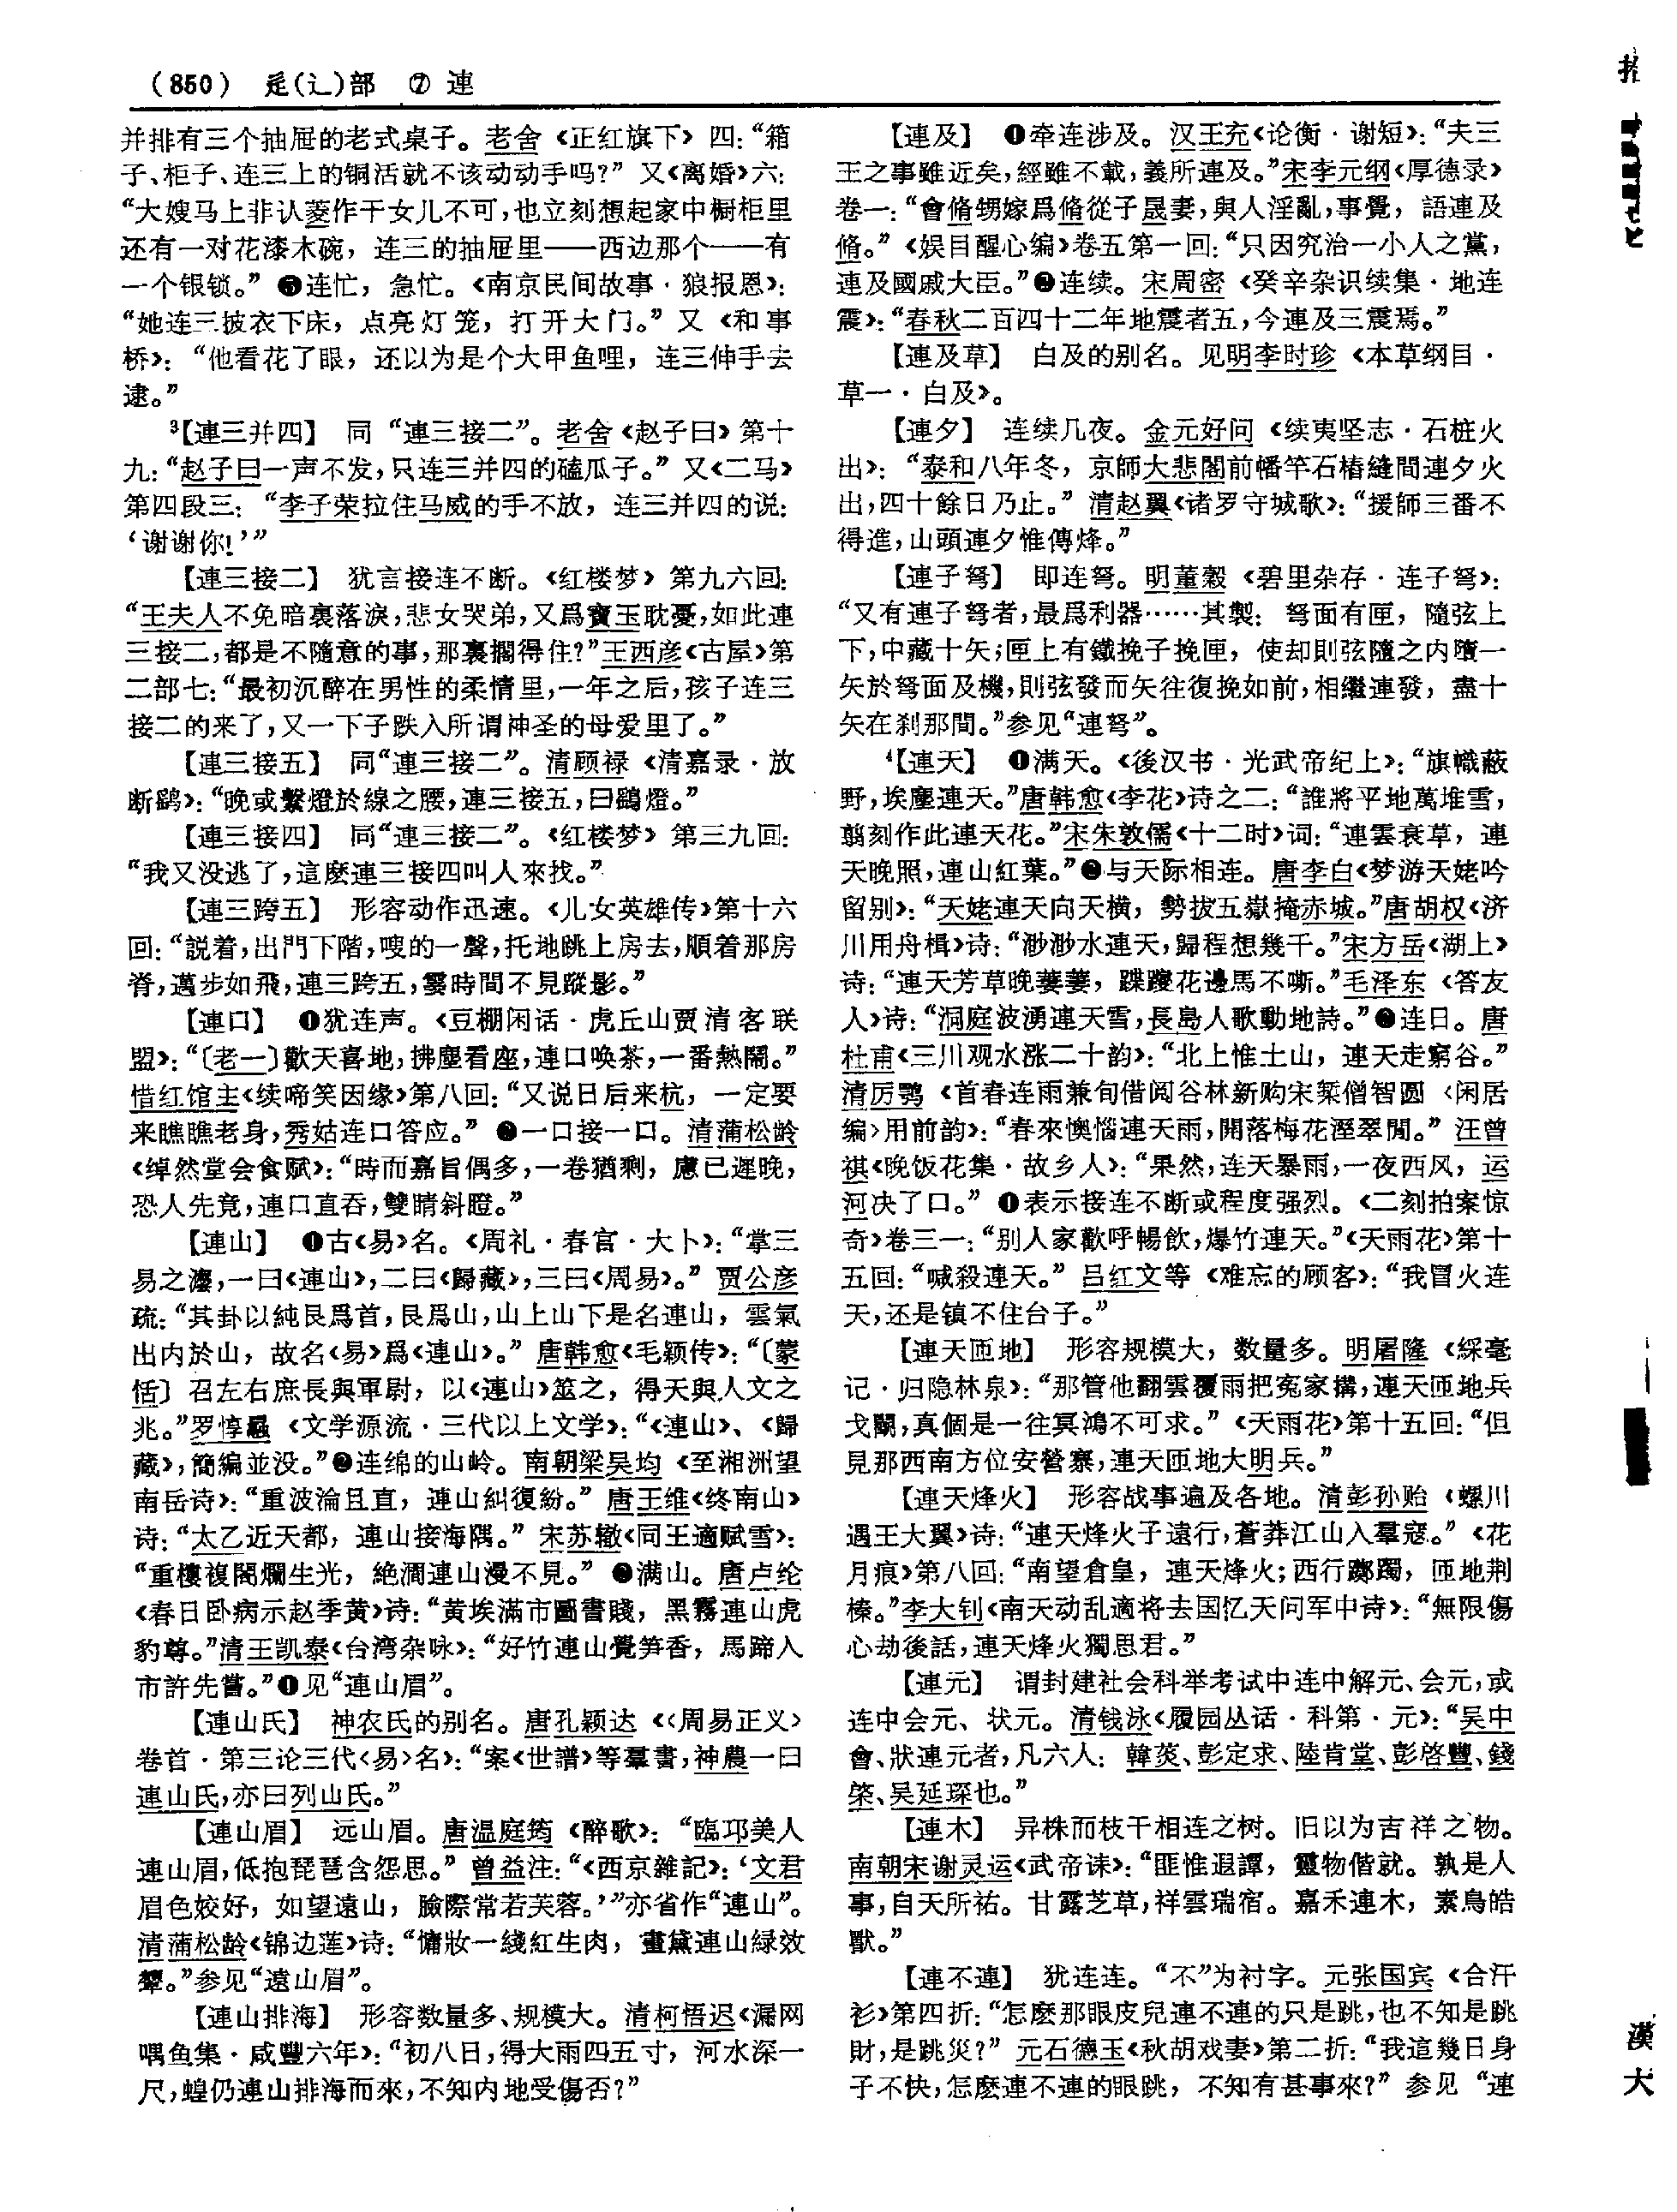 （850） 辵(辶)部 ⑦ 連
并排有三个抽屉的老式桌子。老舍《正红旗下》四：“箱
子、柜子、连三上的铜活就不该动动手吗？”又《离婚》六：
“大嫂马上非认菱作干女儿不可，也立刻想起家中橱柜里
还有一对花漆木碗，连三的抽屉里——西边那个——有
一个银锁。”❺连忙，急忙。《南京民间故事·狼报恩》：
“她连三披衣下床，点亮灯笼，打开大门。”又《和事
桥》：“他看花了眼，还以为是个大甲鱼哩，连三伸手去
逮。”
³【連三并四】 同“連三接二”。老舍《赵子曰》第十
九：“赵子曰一声不发，只连三并四的磕瓜子。”又《二马》
第四段三：“李子荣拉住马威的手不放，连三并四的说：
‘谢谢你！’”
【連三接二】 犹言接连不断。《红楼梦》第九六回：
“王夫人不免暗裏落淚，悲女哭弟，又爲寶玉耽憂，如此連
三接二，都是不隨意的事，那裏擱得住？”王西彦《古屋》第
二部七：“最初沉醉在男性的柔情里，一年之后，孩子连三
接二的来了，又一下子跌入所谓神圣的母爱里了。”
【連三接五】 同“連三接二”。清顾禄《清嘉录·放
断鹞》：“晚或繫燈於線之腰，連三接五，曰鷂燈。”
【連三接四】 同“連三接二”。《红楼梦》第三九回：
“我又没逃了，這麽連三接四叫人來找。”
【連三跨五】 形容动作迅速。《儿女英雄传》第十六
回：“説着，出門下階，嗖的一聲，托地跳上房去，順着那房
脊，邁步如飛，連三跨五，霎時間不見蹤影。”
【連口】 ❶犹连声。《豆棚闲话·虎丘山贾清客联
盟》：“〔老一〕歡天喜地，拂塵看座，連口唤茶，一番熱鬧。”
惜红馆主《续啼笑因缘》第八回：“又说日后来杭，一定要
来瞧瞧老身，秀姑连口答应。”❷一口接一口。清蒲松龄
《绰然堂会食赋》：“時而嘉旨偶多，一卷猶剩，慮已遲晚，
恐人先竟，連口直吞，雙睛斜瞪。”
【連山】 ❶古《易》名。《周礼·春官·大卜》：“掌三
易之灋，一曰《連山》，二曰《歸藏》，三曰《周易》。”贾公彦
疏：“其卦以純艮爲首，艮爲山，山上山下是名連山，雲氣
出内於山，故名《易》爲《連山》。”唐韩愈《毛颖传》：“〔蒙
恬〕召左右庶長與軍尉，以《連山》筮之，得天與人文之
兆。”罗惇曧《文学源流·三代以上文学》：“《連山》、《歸
藏》，簡編並没。”❷连绵的山岭。南朝梁吴均《至湘洲望
南岳诗》：“重波淪且直，連山糾復紛。”唐王维《终南山》
诗：“太乙近天都，連山接海隅。”宋苏辙《同王適赋雪》：
“重樓複閣爛生光，絶澗連山漫不見。”❸满山。唐卢纶
《春日卧病示赵季黄》诗：“黄埃滿市圖書賤，黑霧連山虎
豹尊。”清王凯泰《台湾杂咏》：“好竹連山覺笋香，馬蹄入
市許先嘗。”❹见“連山眉”。
【連山氏】 神农氏的别名。唐孔颖达《〈周易正义〉
卷首·第三论三代〈易〉名》：“案《世譜》等羣書，神農一曰
連山氏，亦曰列山氏。”
【連山眉】 远山眉。唐温庭筠《醉歌》：“臨邛美人
連山眉，低抱琵琶含怨思。”曾益注：“《西京雜記》：‘文君
眉色姣好，如望遠山，臉際常若芙蓉。’”亦省作“連山”。
清蒲松龄《锦边莲》诗：“慵妝一綫紅生肉，畫黛連山緑效
顰。”参见“遠山眉”。
【連山排海】 形容数量多、规模大。清柯悟迟《漏网
喁鱼集·咸豐六年》：“初八日，得大雨四五寸，河水深一
尺，蝗仍連山排海而來，不知内地受傷否？”
【連及】 ❶牵连涉及。汉王充《论衡·谢短》：“夫三
王之事雖近矣，經雖不載，義所連及。”宋李元纲《厚德录》
卷一：“會脩甥嫁爲脩從子晟妻，與人淫亂，事覺，語連及
脩。”《娱目醒心编》卷五第一回：“只因究治一小人之黨，
連及國戚大臣。”❷连续。宋周密《癸辛杂识续集·地连
震》：“春秋二百四十二年地震者五，今連及三震焉。”
【連及草】 白及的别名。见明李时珍《本草纲目·
草一·白及》。
【連夕】 连续几夜。金元好问《续夷坚志·石桩火
出》：“泰和八年冬，京師大悲閣前幡竿石樁縫間連夕火
出，四十餘日乃止。”清赵翼《诸罗守城歌》：“援師三番不
得進，山頭連夕惟傳烽。”
【連子弩】 即连弩。明董穀《碧里杂存·连子弩》：
“又有連子弩者，最爲利器……其製：弩面有匣，隨弦上
下，中藏十矢；匣上有鐵挽子挽匣，使却則弦隨之内墮一
矢於弩面及機，則弦發而矢往復挽如前，相繼連發，盡十
矢在刹那間。”参见“連弩”。
⁴【連天】 ❶满天。《後汉书·光武帝纪上》：“旗幟蔽
野，埃塵連天。”唐韩愈《李花》诗之二：“誰將平地萬堆雪，
翦刻作此連天花。”宋朱敦儒《十二时》词：“連雲衰草，連
天晚照，連山紅葉。”❷与天际相连。唐李白《梦游天姥吟
留别》：“天姥連天向天横，勢拔五嶽掩赤城。”唐胡权《济
川用舟楫》诗：“渺渺水連天，歸程想幾千。”宋方岳《湖上》
诗：“連天芳草晚萋萋，蹀躞花邊馬不嘶。”毛泽东《答友
人》诗：“洞庭波湧連天雪，長島人歌動地詩。”❸连日。唐
杜甫《三川观水涨二十韵》：“北上惟土山，連天走窮谷。”
清厉鹗《首春连雨兼旬借阅谷林新购宋椠僧智圆〈闲居
编〉用前韵》：“春來懊惱連天雨，開落梅花溼翠閒。”汪曾
祺《晚饭花集·故乡人》：“果然，连天暴雨，一夜西风，运
河决了口。”❹表示接连不断或程度强烈。《二刻拍案惊
奇》卷三一：“别人家歡呼暢飲，爆竹連天。”《天雨花》第十
五回：“喊殺連天。”吕红文等《难忘的顾客》：“我冒火连
天，还是镇不住台子。”
【連天匝地】 形容规模大，数量多。明屠隆《綵毫
记·归隐林泉》：“那管他翻雲覆雨把冤家搆，連天匝地兵
戈鬭，真個是一往冥鴻不可求。”《天雨花》第十五回：“但
見那西南方位安營寨，連天匝地大明兵。”
【連天烽火】 形容战事遍及各地。清彭孙贻《螺川
遇王大翼》诗：“連天烽火子遠行，蒼莽江山入羣寇。”《花
月痕》第八回：“南望倉皇，連天烽火；西行躑躅，匝地荆
榛。”李大钊《南天动乱適将去国忆天问军中诗》：“無限傷
心劫後話，連天烽火獨思君。”
【連元】 谓封建社会科举考试中连中解元、会元，或
连中会元、状元。清钱泳《履园丛话·科第·元》：“吴中
會、狀連元者，凡六人：韓菼、彭定求、陸肯堂、彭啓豐、錢
棨、吴延琛也。”
【連木】 异株而枝干相连之树。旧以为吉祥之物。
南朝宋谢灵运《武帝诔》：“匪惟遐譚，靈物偕就。孰是人
事，自天所祐。甘露芝草，祥雲瑞宿。嘉禾連木，素鳥皓
獸。”
【連不連】 犹连连。“不”为衬字。元张国宾《合汗
衫》第四折：“怎麽那眼皮兒連不連的只是跳，也不知是跳
財，是跳災？”元石德玉《秋胡戏妻》第二折：“我這幾日身
子不快，怎麽連不連的眼跳，不知有甚事來？”参见“連
漢
大